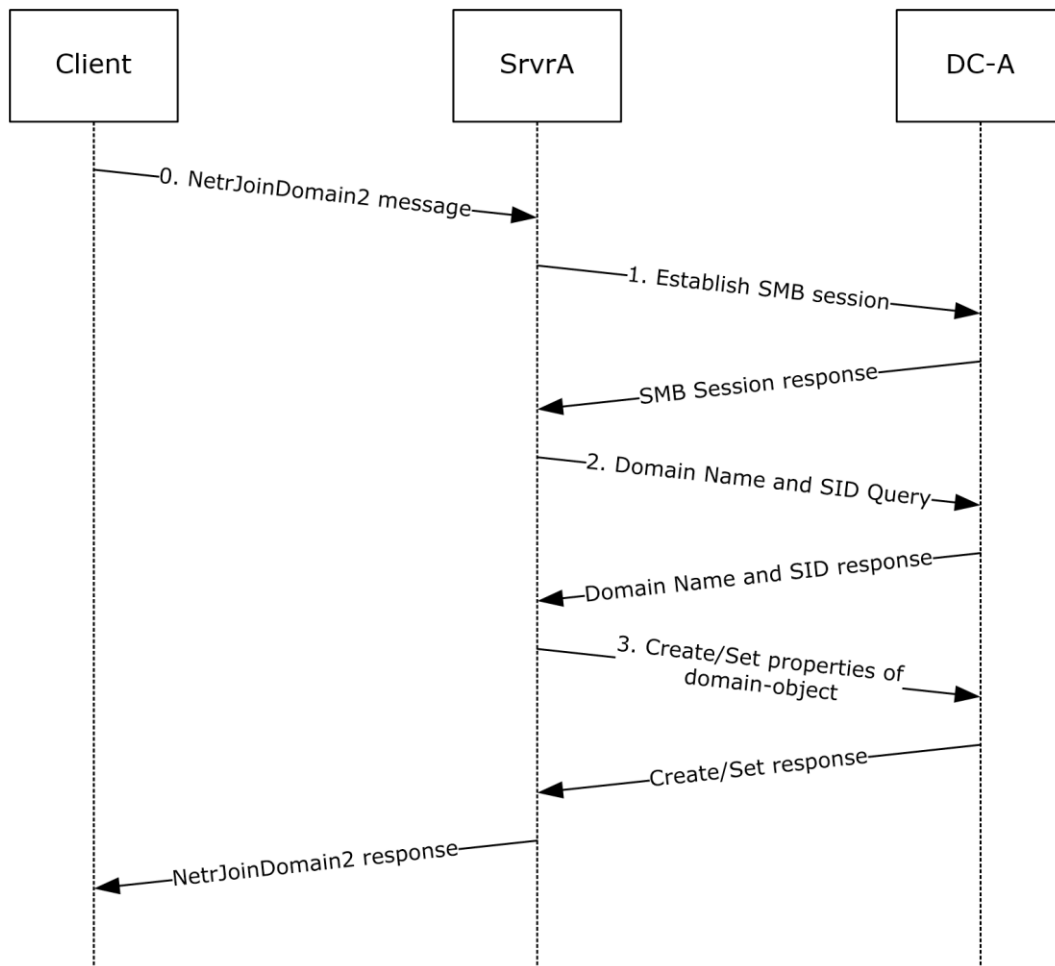 Client
SrvrA
DC-A
0. NetrJoinDomain2 message
1. Establish SMB session
SMB Session response
2. Domain Name and SID Query
Domain Name and SID response
3. Create/Set properties of
domain-object
Create/Set response
NetrJoinDomain2 response